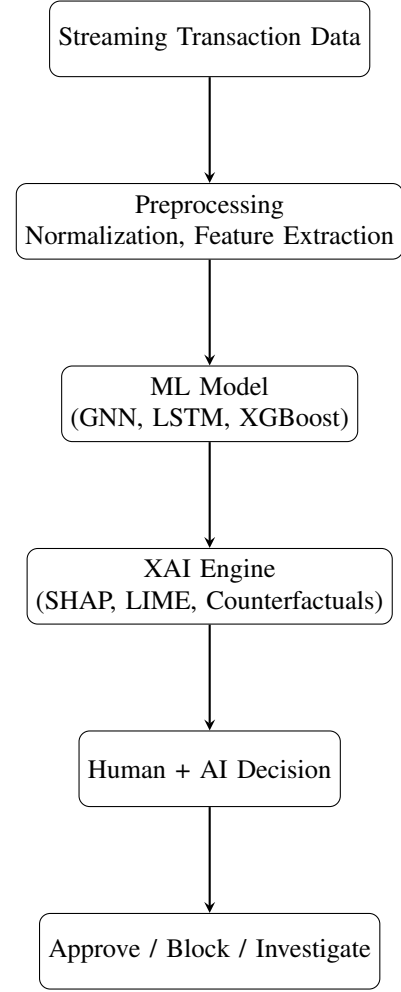 Streaming Transaction Data
Preprocessing
Normalization, Feature Extraction
ML Model
(GNN, LSTM, XGBoost)
XAI Engine
(SHAP, LIME, Counterfactuals)
Human + AI Decision
Approve / Block / Investigate